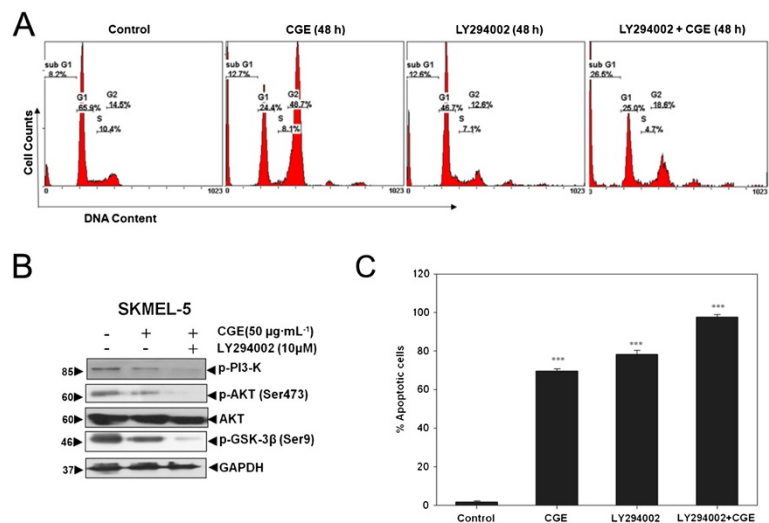 A
Control
CGE (48 h)
LY294002 (48 h)
LY294002 + CGE (48 h)
Cell Counts
sub G1
8.2%
G1
65.9%
G2
14.5%
S
10.4%
0
1023
sub G1
12.7%
G1
24.4%
G2
48.7%
S
8.1%
0
1023
sub G1
12.6%
G1
46.7%
G2
12.6%
S
7.1%
0
1023
sub G1
26.5%
G1
25.0%
G2
18.6%
S
4.7%
1023
DNA Content
B
SKMEL-5
- + + CGE(50 µg·mL-1)
- - + LY294002 (10µM)
85 p-PI3-K
60 p-AKT (Ser473)
60 AKT
46 p-GSK-3β (Ser9)
37 GAPDH
C
% Apoptotic cells
120
100
80
60
40
20
0
***
***
***
Control
CGE
LY294002
LY294002+CGE